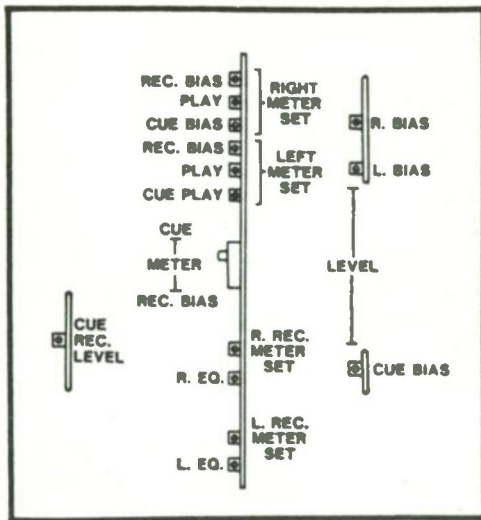 REC. BIAS
PLAY
CUE BIAS
RIGHT
METER
SET
REC. BIAS
PLAY
CUE PLAY
LEFT
METER
SET
R. BIAS
L. BIAS
CUE
METER
REC. BIAS
LEVEL
CUE
REC.
LEVEL
R. REC.
METER
SET
R. EQ.
CUE BIAS
L. REC.
METER
SET
L. EQ.